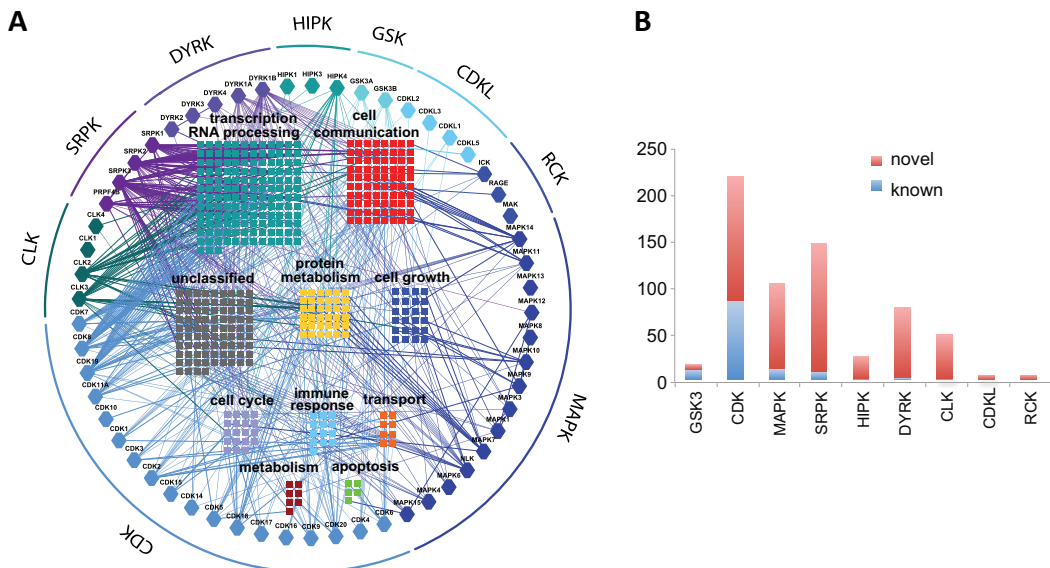 A
HIPK
GSK
DYRK
CDKL
SRPK
RCK
CLK
MAPK
CDK
DYRK1B
HIPK1
HIPK3
HIPK4
GSK3A
GSK3B
CDKL2
CDKL3
CDKL1
CDKL5
ICK
RAGE
MAK
MAPK14
MAPK11
MAPK13
MAPK12
MAPK8
MAPK10
MAPK9
MAPK3
MAPK1
MAPK7
NLK
MAPK6
MAPK4
MAPK15
CDK6
CDK4
CDK20
CDK9
CDK16
CDK17
CDK18
CDK5
CDK14
CDK15
CDK2
CDK3
CDK1
CDK10
CDK11A
CDK19
CDK8
CDK7
CLK3
CLK2
CLK1
CLK4
PRPF4B
SRPK3
SRPK2
SRPK1
DYRK2
DYRK3
DYRK4
DYRK1A
transcription
RNA processing
cell
communication
unclassified
protein
metabolism
cell growth
cell cycle
immune
response
transport
metabolism
apoptosis
B
250
200
150
100
50
0
novel
known
GSK3
CDK
MAPK
SRPK
HIPK
DYRK
CLK
CDKL
RCK